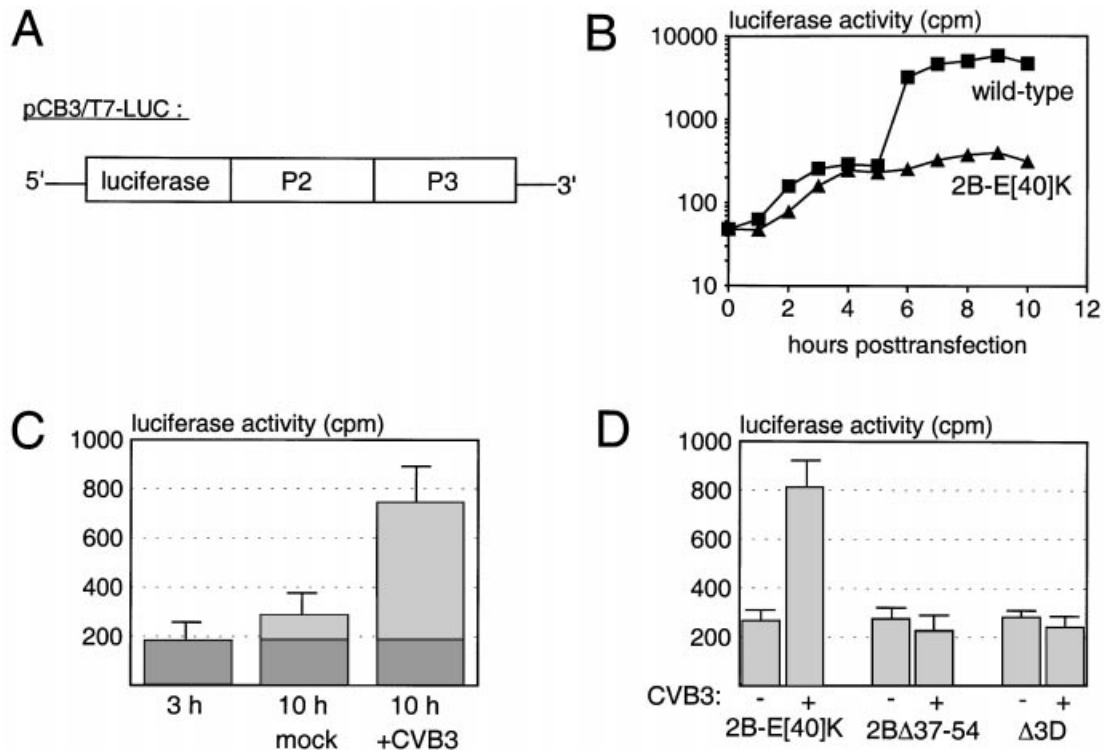 A
pCB3/T7-LUC :
5' luciferase P2 P3 3'
B
luciferase activity (cpm)
10000
1000
100
10
wild-type
2B-E[40]K
0 2 4 6 8 10 12
hours posttransfection
C
luciferase activity (cpm)
1000
800
600
400
200
3 h 10 h 10 h
mock +CVB3
D
luciferase activity (cpm)
1000
800
600
400
200
CVB3: - + - + - +
2B-E[40]K 2BΔ37-54 Δ3D